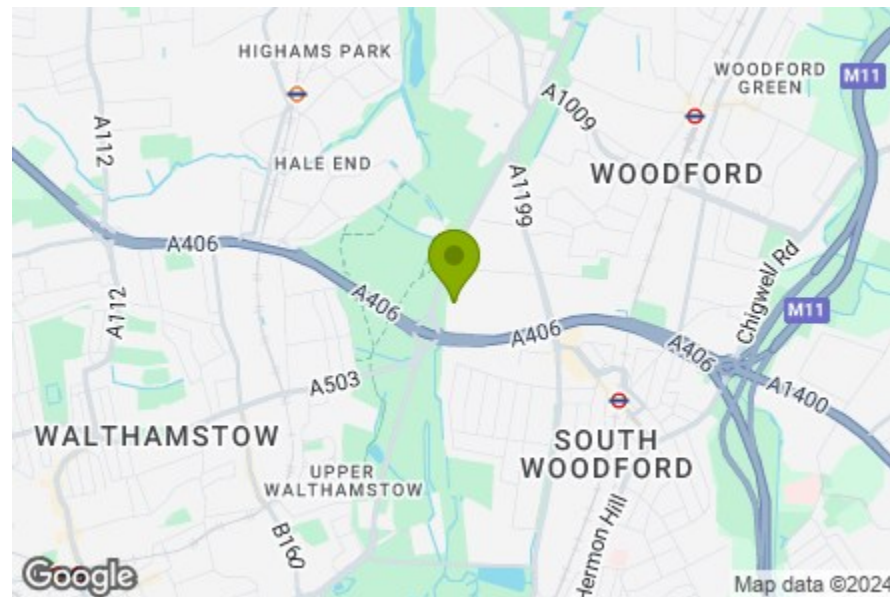 HIGHAMS PARK
WOODFORD
GREEN
M11
A112
A1009
HALE END
WOODFORD
A1199
A406
Chigwell Rd
A112
A406
M11
A406
A406
A503
A1400
WALTHAMSTOW
SOUTH
WOODFORD
UPPER
WALTHAMSTOW
B160
Hermon Hill
Google
Map data ©2024